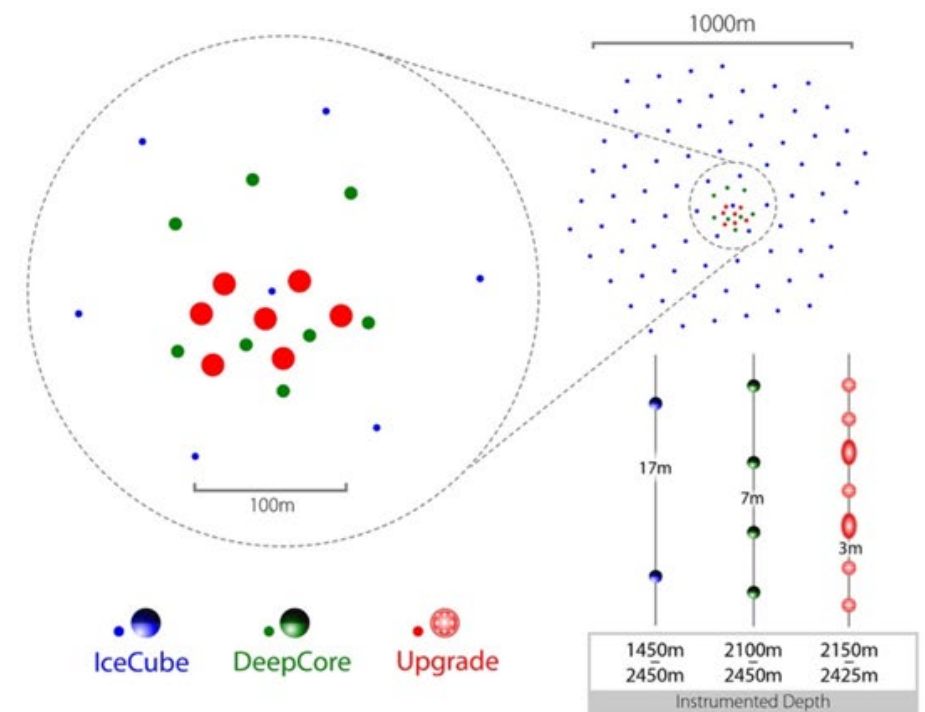 1000m
100m
17m
7m
3m
IceCube
DeepCore
Upgrade
1450m
–
2450m
2100m
–
2450m
2150m
–
2425m
Instrumented Depth